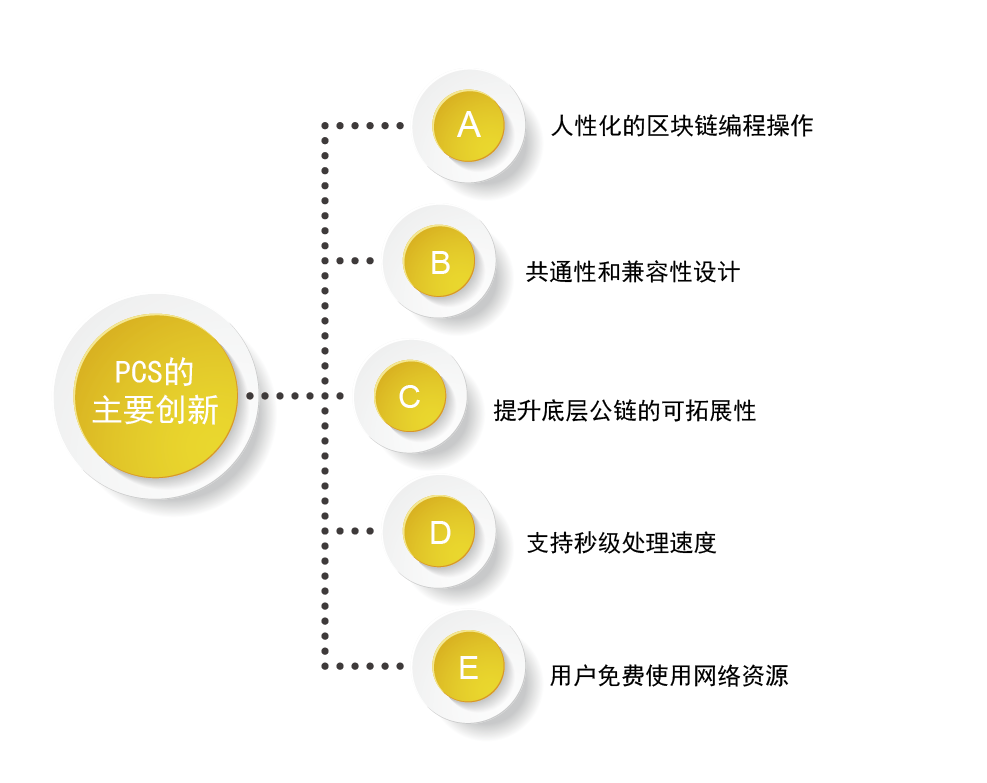 PCS的
主要创新
A
人性化的区块链编程操作
B
共通性和兼容性设计
C
提升底层公链的可拓展性
D
支持秒级处理速度
E
用户免费使用网络资源